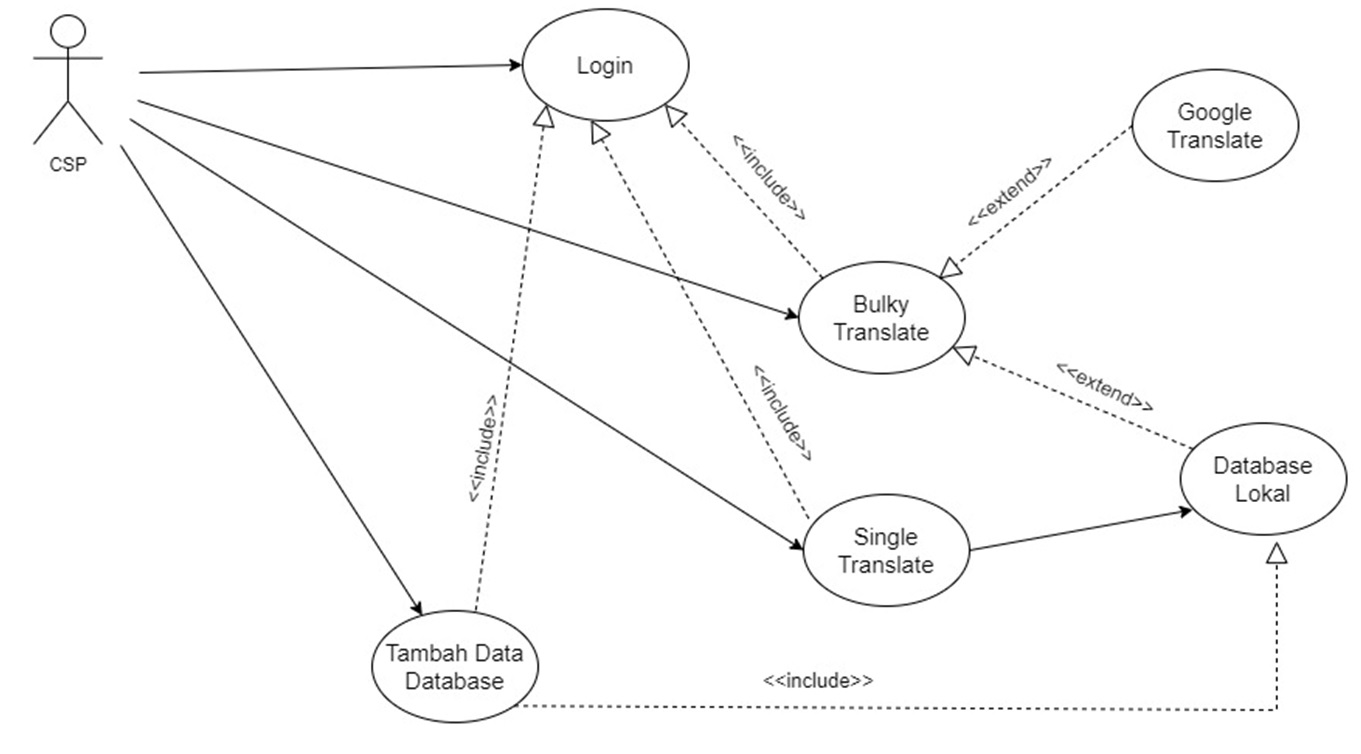 Login
CSP
Google
Translate
<<include>>
<<extend>>
Bulky
Translate
<<include>>
<<extend>>
<<include>>
Database
Lokal
Single
Translate
Tambah Data
Database
<<include>>